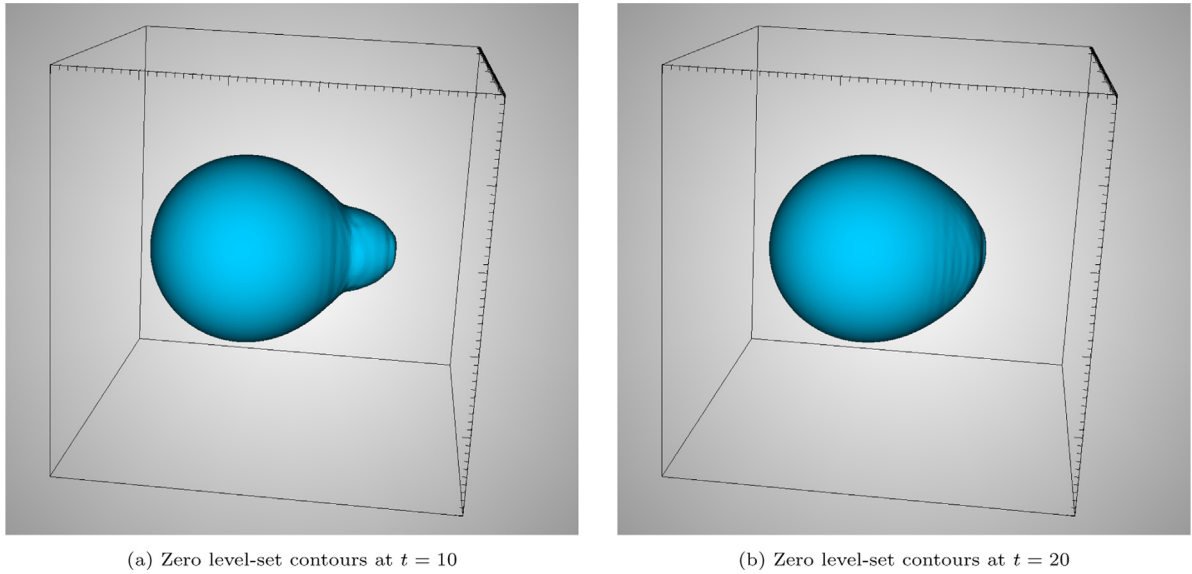 (a) Zero level-set contours at t = 10
(b) Zero level-set contours at t = 20